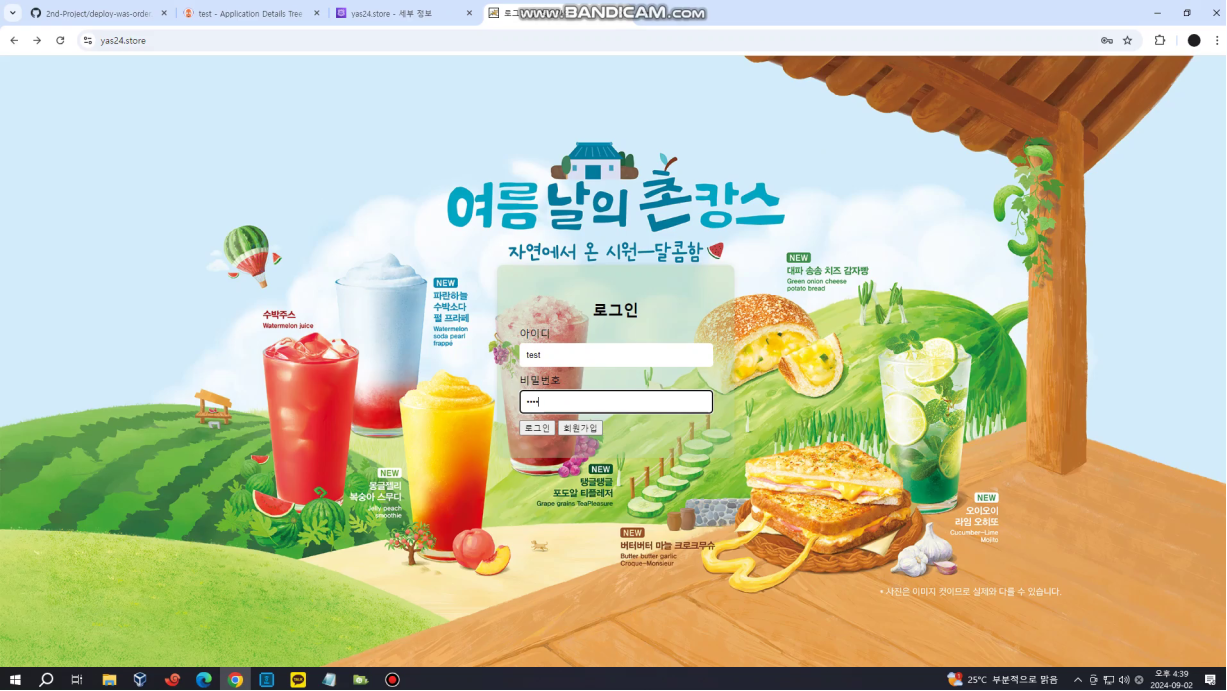 2nd-Project/deploy-was-order
test - Application Details Tree
yas24.store - 세부 정보
로그
www.BANDICAM.com
yas24.store
여름날의 촌캉스
자연에서 온 시원—달콤함
NEW
대파 송송 치즈 감자빵
Green onion cheese
potato bread
NEW
파란하늘
수박소다
펄 프라페
Watermelon
soda pearl
frappé
수박주스
Watermelon juice
로그인
아이디
test
비밀번호
••••
로그인
회원가입
NEW
몽글젤리
복숭아 스무디
Jelly peach
smoothie
NEW
탱글탱글
포도알 티플레저
Grape grains TeaPleasure
NEW
오이오이
라임 모히또
Cucumber-Lime
Mojito
NEW
버터버터 마늘 크로크무슈
Butter butter garlic
Croque-Monsieur
* 사진은 이미지 컷이므로 실제와 다를 수 있습니다.
TALK
25°C 부분적으로 맑음
오후 4:39
2024-09-02